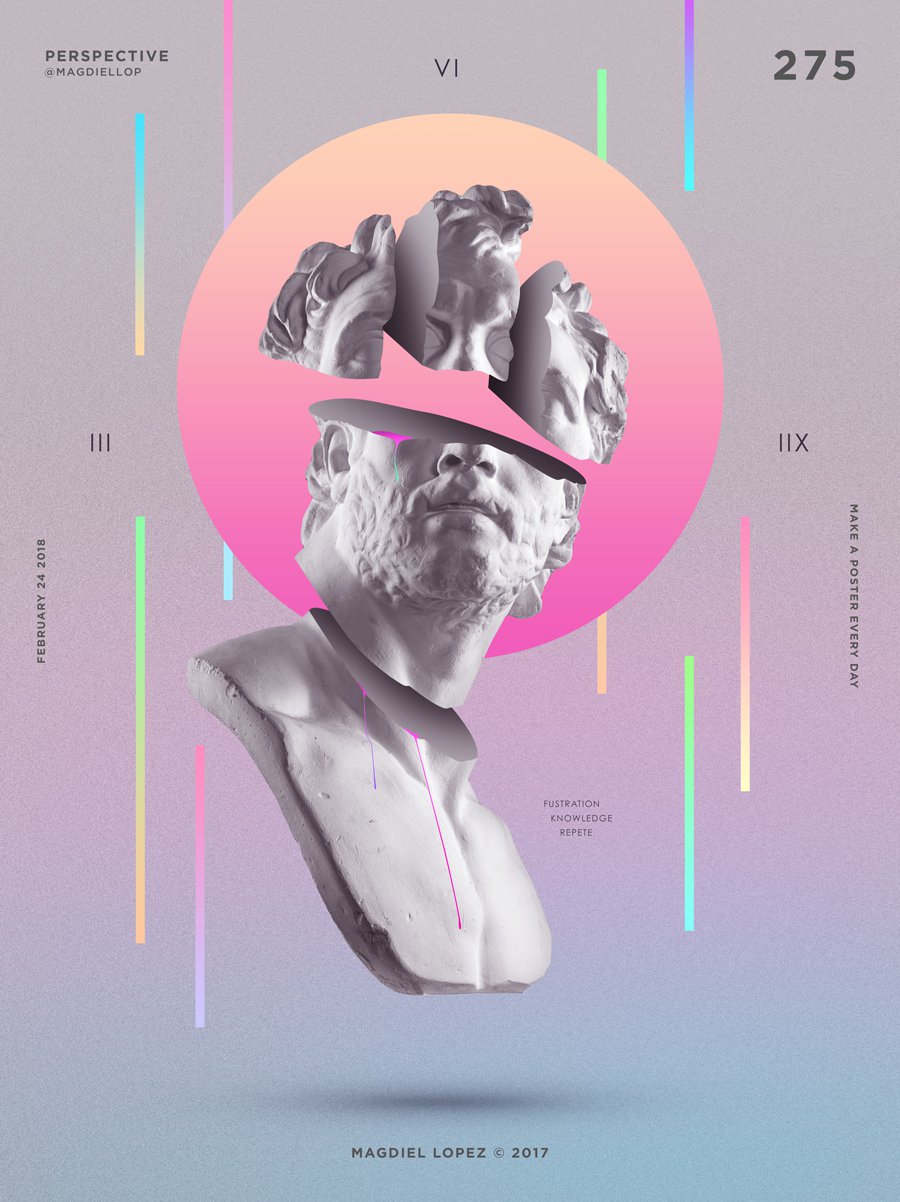 PERSPECTIVE
@MAGDIELLOP
VI
275
III
IIX
FEBRUARY 24 2018
MAKE A POSTER EVERY DAY
FUSTRATION
KNOWLEDGE
REPETE
MAGDIEL LOPEZ © 2017